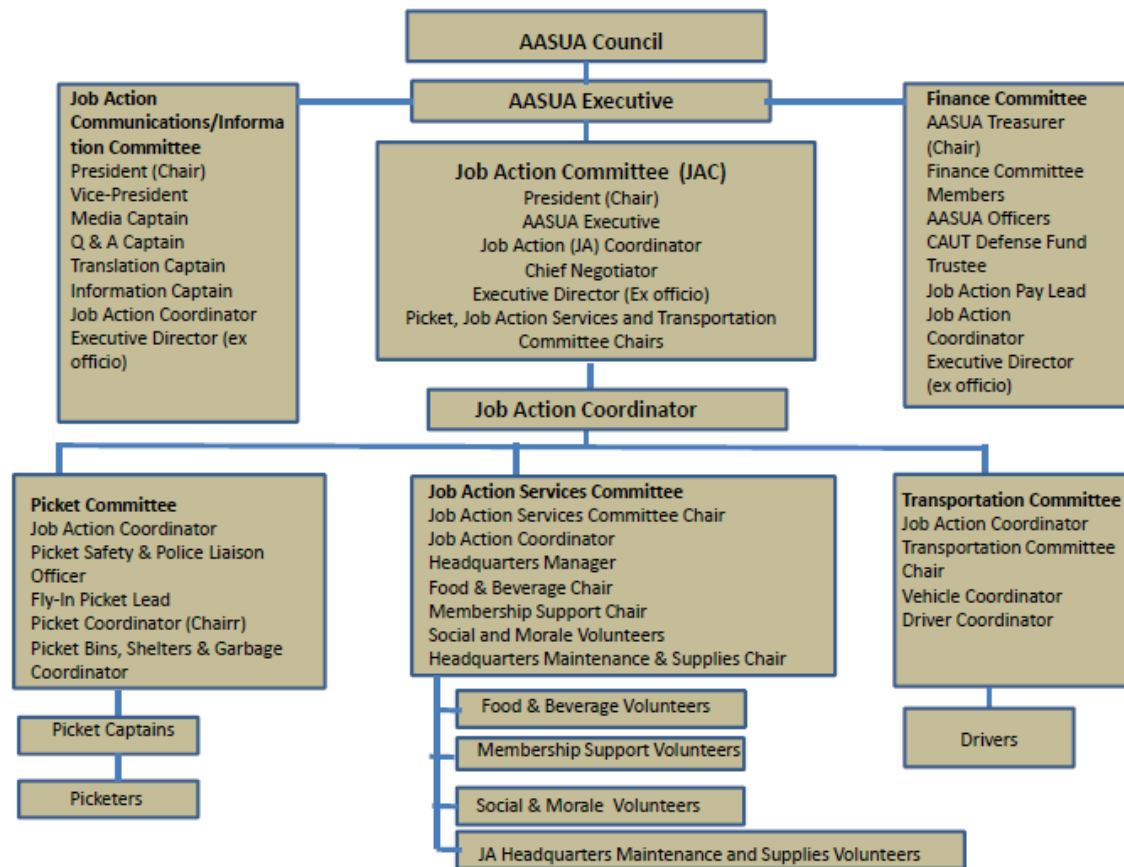 AASUA Council
AASUA Executive
Job Action
Communications/Informa
tion Committee
President (Chair)
Vice-President
Media Captain
Q & A Captain
Translation Captain
Information Captain
Job Action Coordinator
Executive Director (ex
officio)
Job Action Committee (JAC)
President (Chair)
AASUA Executive
Job Action (JA) Coordinator
Chief Negotiator
Executive Director (Ex officio)
Picket, Job Action Services and Transportation
Committee Chairs
Finance Committee
AASUA Treasurer
(Chair)
Finance Committee
Members
AASUA Officers
CAUT Defense Fund
Trustee
Job Action Pay Lead
Job Action
Coordinator
Executive Director
(ex officio)
Job Action Coordinator
Picket Committee
Job Action Coordinator
Picket Safety & Police Liaison
Officer
Fly-In Picket Lead
Picket Coordinator (Chairr)
Picket Bins, Shelters & Garbage
Coordinator
Picket Captains
Picketers
Job Action Services Committee
Job Action Services Committee Chair
Job Action Coordinator
Headquarters Manager
Food & Beverage Chair
Membership Support Chair
Social and Morale Volunteers
Headquarters Maintenance & Supplies Chair
Food & Beverage Volunteers
Membership Support Volunteers
Social & Morale Volunteers
JA Headquarters Maintenance and Supplies Volunteers
Transportation Committee
Job Action Coordinator
Transportation Committee
Chair
Vehicle Coordinator
Driver Coordinator
Drivers